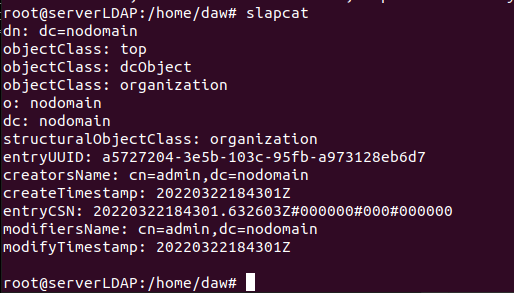 root@serverLDAP:/home/daw# slapcat
dn: dc=nodomain
objectClass: top
objectClass: dcObject
objectClass: organization
o: nodomain
dc: nodomain
structuralObjectClass: organization
entryUUID: a5727204-3e5b-103c-95fb-a973128eb6d7
creatorsName: cn=admin,dc=nodomain
createTimestamp: 20220322184301Z
entryCSN: 20220322184301.632603Z#000000#000#000000
modifiersName: cn=admin,dc=nodomain
modifyTimestamp: 20220322184301Z
root@serverLDAP:/home/daw#